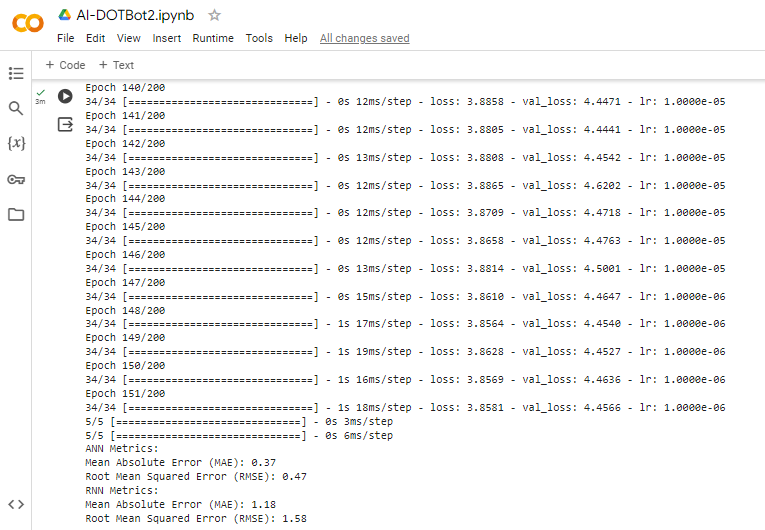 AI-DOTBot2.ipynb
File Edit View Insert Runtime Tools Help All changes saved
+ Code + Text
3m
Epoch 140/200
34/34 [==============================] - 0s 12ms/step - loss: 3.8858 - val_loss: 4.4471 - lr: 1.0000e-05
Epoch 141/200
34/34 [==============================] - 0s 12ms/step - loss: 3.8805 - val_loss: 4.4441 - lr: 1.0000e-05
Epoch 142/200
34/34 [==============================] - 0s 13ms/step - loss: 3.8808 - val_loss: 4.4542 - lr: 1.0000e-05
Epoch 143/200
34/34 [==============================] - 0s 12ms/step - loss: 3.8865 - val_loss: 4.6202 - lr: 1.0000e-05
Epoch 144/200
34/34 [==============================] - 0s 12ms/step - loss: 3.8709 - val_loss: 4.4718 - lr: 1.0000e-05
Epoch 145/200
34/34 [==============================] - 0s 12ms/step - loss: 3.8658 - val_loss: 4.4763 - lr: 1.0000e-05
Epoch 146/200
34/34 [==============================] - 0s 13ms/step - loss: 3.8814 - val_loss: 4.5001 - lr: 1.0000e-05
Epoch 147/200
34/34 [==============================] - 0s 15ms/step - loss: 3.8610 - val_loss: 4.4647 - lr: 1.0000e-06
Epoch 148/200
34/34 [==============================] - 1s 17ms/step - loss: 3.8564 - val_loss: 4.4540 - lr: 1.0000e-06
Epoch 149/200
34/34 [==============================] - 1s 19ms/step - loss: 3.8628 - val_loss: 4.4527 - lr: 1.0000e-06
Epoch 150/200
34/34 [==============================] - 1s 16ms/step - loss: 3.8569 - val_loss: 4.4636 - lr: 1.0000e-06
Epoch 151/200
34/34 [==============================] - 1s 18ms/step - loss: 3.8581 - val_loss: 4.4566 - lr: 1.0000e-06
5/5 [==============================] - 0s 3ms/step
5/5 [==============================] - 0s 6ms/step
ANN Metrics:
Mean Absolute Error (MAE): 0.37
Root Mean Squared Error (RMSE): 0.47
RNN Metrics:
Mean Absolute Error (MAE): 1.18
Root Mean Squared Error (RMSE): 1.58